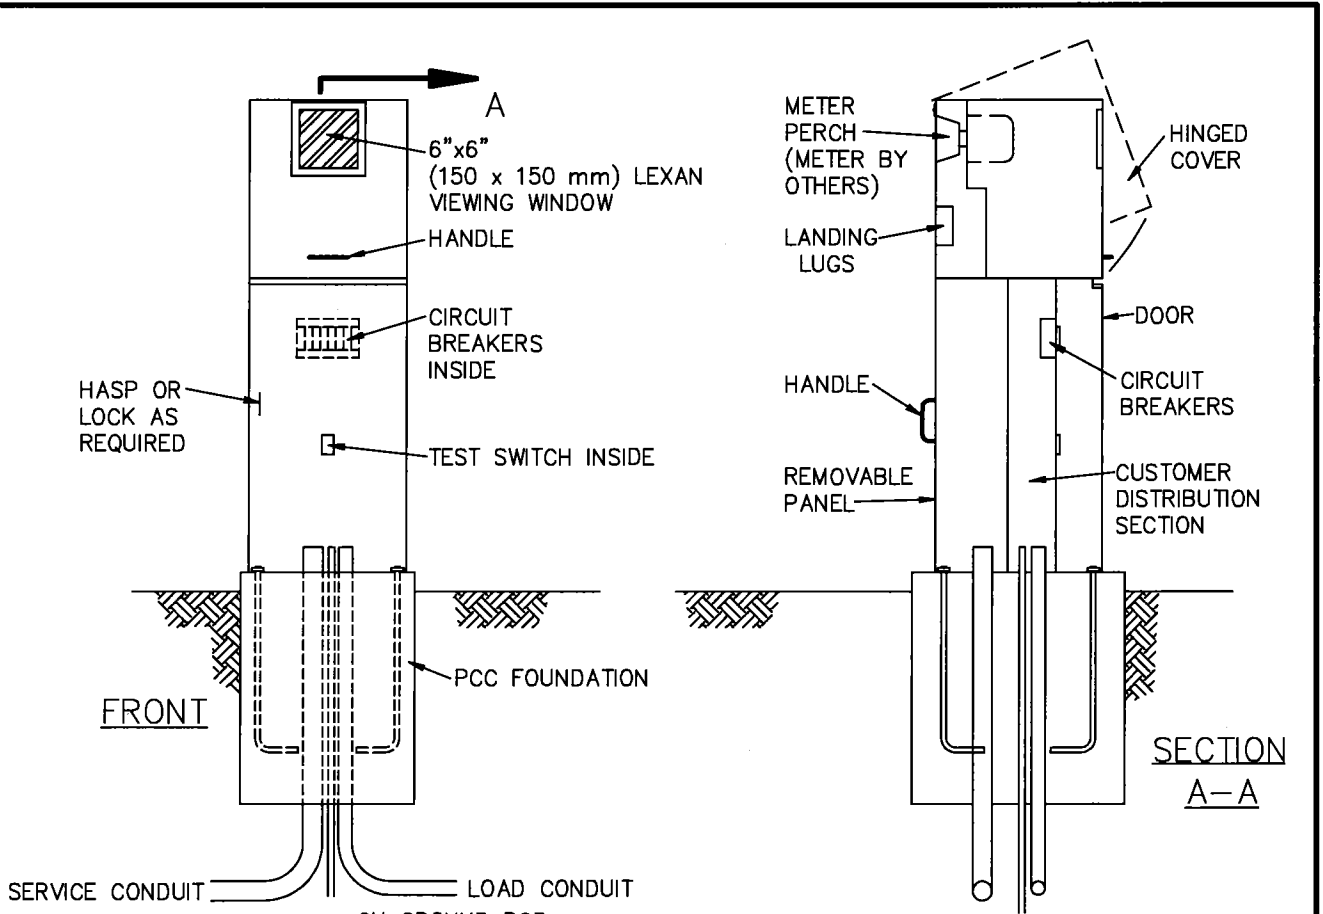 A
6"x6"
(150 x 150 mm) LEXAN
VIEWING WINDOW
HANDLE
CIRCUIT
BREAKERS
INSIDE
HASP OR
LOCK AS
REQUIRED
TEST SWITCH INSIDE
PCC FOUNDATION
FRONT
SERVICE CONDUIT
LOAD CONDUIT
METER
PERCH
(METER BY
OTHERS)
HINGED
COVER
LANDING
LUGS
DOOR
HANDLE
CIRCUIT
BREAKERS
REMOVABLE
PANEL
CUSTOMER
DISTRIBUTION
SECTION
SECTION
A-A